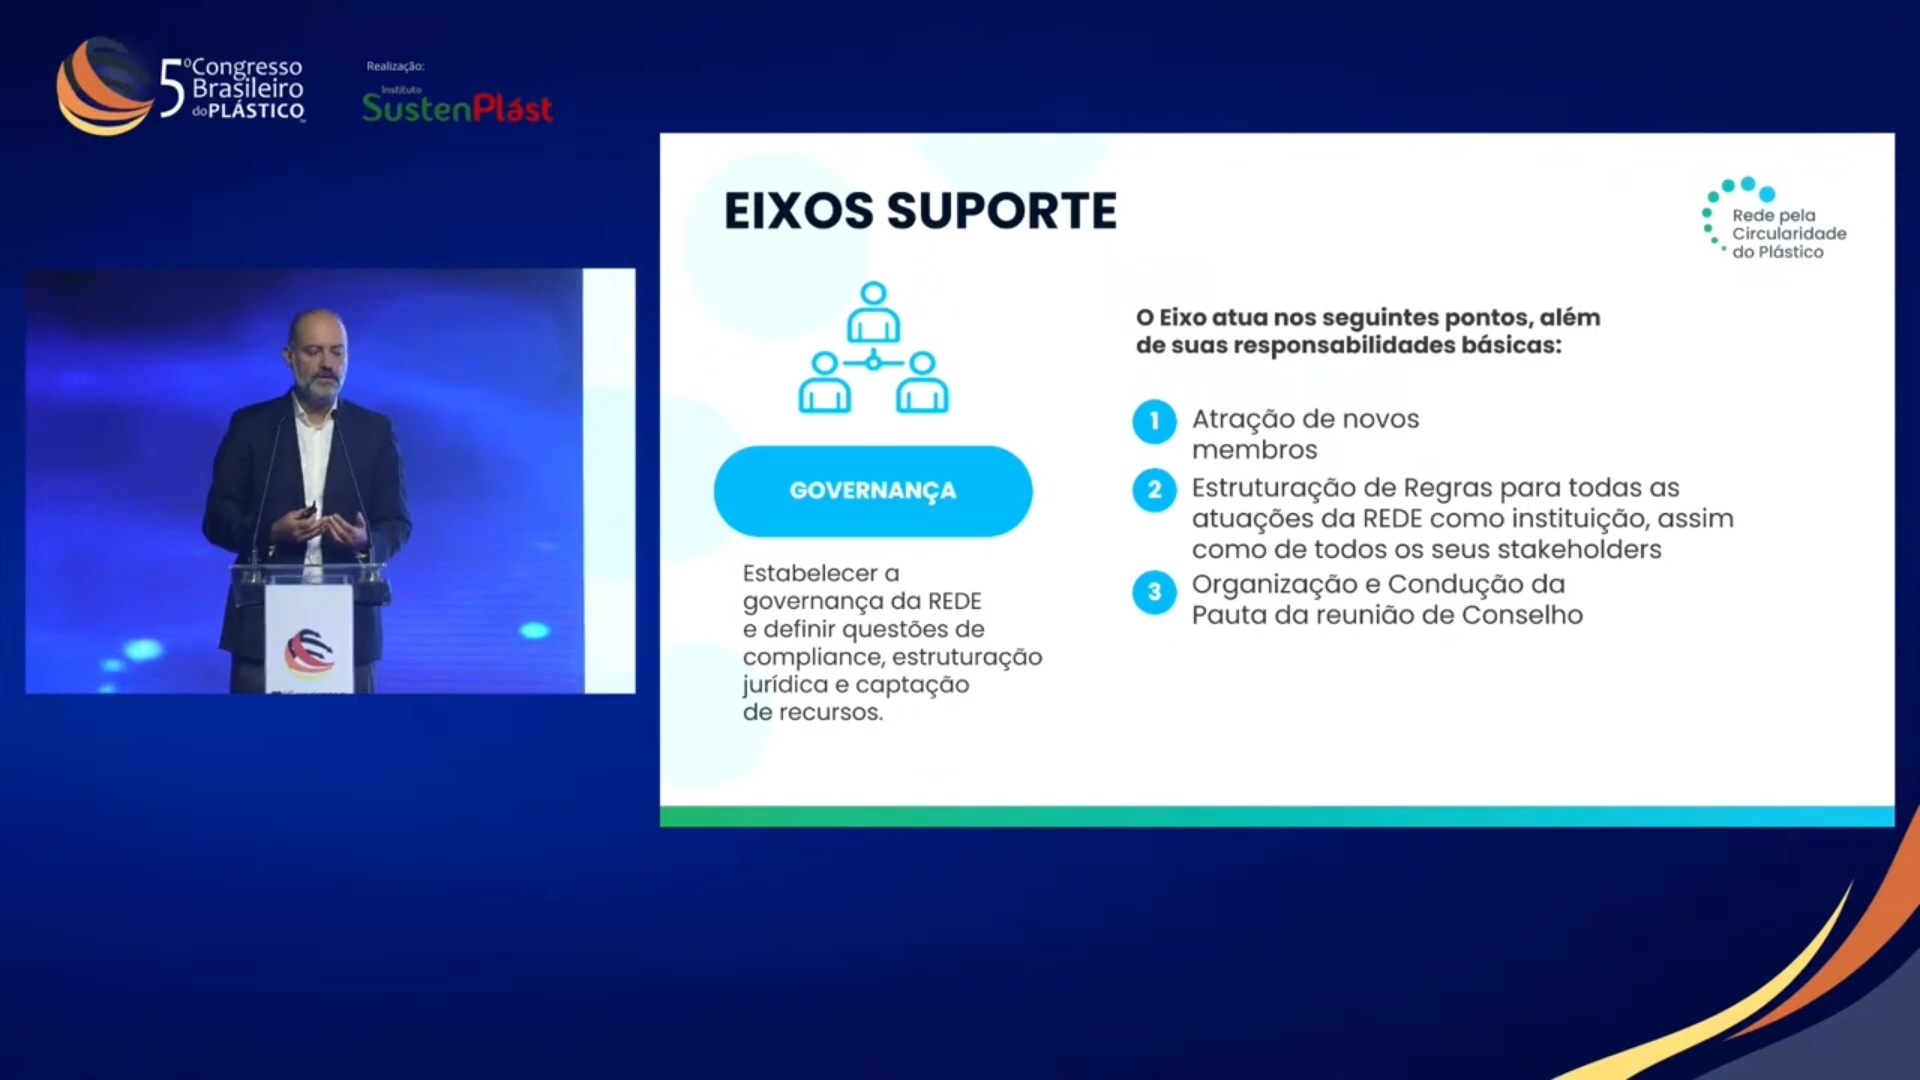 5º Congresso
Brasileiro
do PLÁSTICO
Realização:
Instituto
SustenPlást
EIXOS SUPORTE
Rede pela
Circularidade
do Plástico
O Eixo atua nos seguintes pontos, além
de suas responsabilidades básicas:
1 Atração de novos
membros
2 Estruturação de Regras para todas as
atuações da REDE como instituição, assim
como de todos os seus stakeholders
3 Organização e Condução da
Pauta da reunião de Conselho
GOVERNANÇA
Estabelecer a
governança da REDE
e definir questões de
compliance, estruturação
jurídica e captação
de recursos.